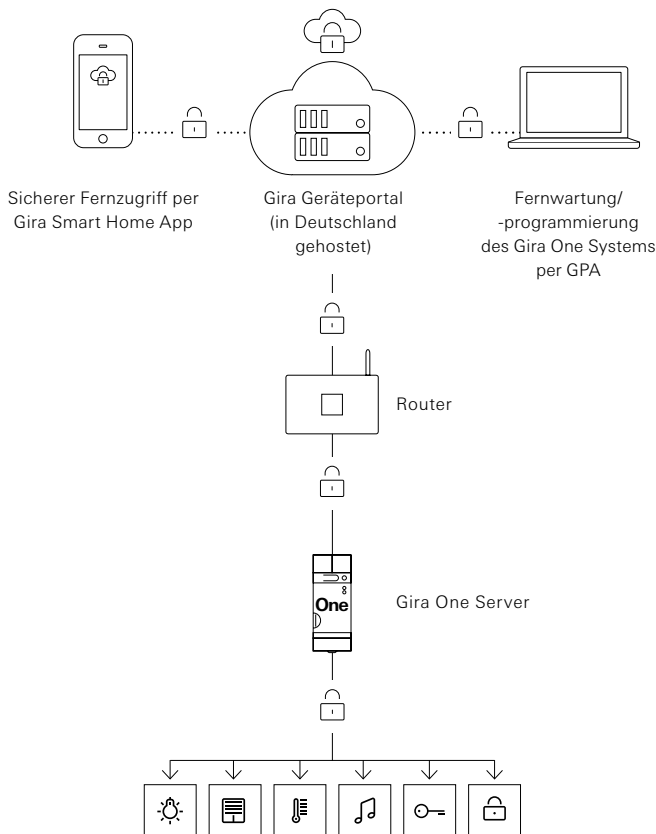 Sicherer Fernzugriff per
Gira Smart Home App
Gira Geräteportal
(in Deutschland
gehostet)
Fernwartung/
-programmierung
des Gira One Systems
per GPA
Router
One
Gira One Server